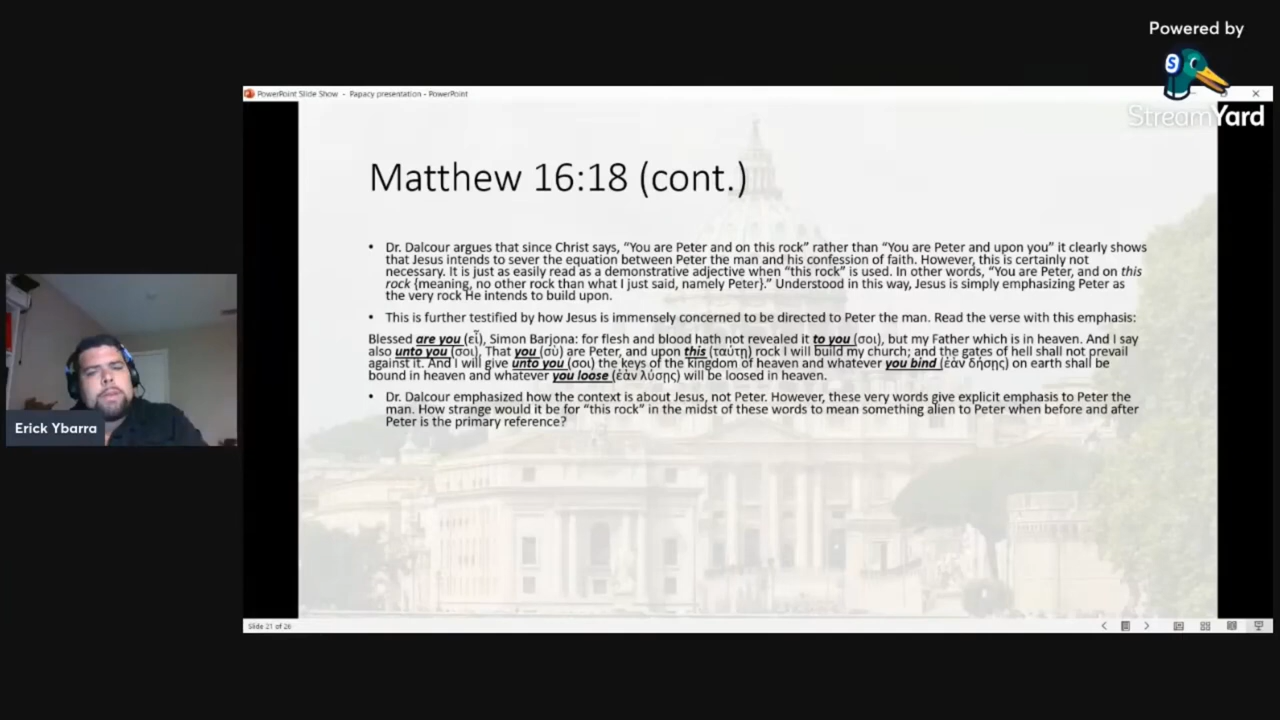 Powered by
S
StreamYard
PowerPoint Slide Show - Papacy presentation - PowerPoint
Matthew 16:18 (cont.)
• Dr. Dalcour argues that since Christ says, “You are Peter and on this rock” rather than “You are Peter and upon you” it clearly shows
that Jesus intends to sever the equation between Peter the man and his confession of faith. However, this is certainly not
necessary. It is just as easily read as a demonstrative adjective when “this rock” is used. In other words, “You are Peter, and on this
rock {meaning, no other rock than what I just said, namely Peter}.” Understood in this way, Jesus is simply emphasizing Peter as
the very rock He intends to build upon.
• This is further testified by how Jesus is immensely concerned to be directed to Peter the man. Read the verse with this emphasis:
Blessed are you (εἶ), Simon Barjona: for flesh and blood hath not revealed it to you (σοι), but my Father which is in heaven. And I say
also unto you (σοι), That you (σὺ) are Peter, and upon this (ταύτῃ) rock I will build my church; and the gates of hell shall not prevail
against it. And I will give unto you (σοι) the keys of the kingdom of heaven and whatever you bind (ἐὰν δήσῃς) on earth shall be
bound in heaven and whatever you loose (ἐὰν λύσῃς) will be loosed in heaven.
• Dr. Dalcour emphasized how the context is about Jesus, not Peter. However, these very words give explicit emphasis to Peter the
man. How strange would it be for “this rock” in the midst of these words to mean something alien to Peter when before and after
Peter is the primary reference?
Erick Ybarra
Slide 21 of 26